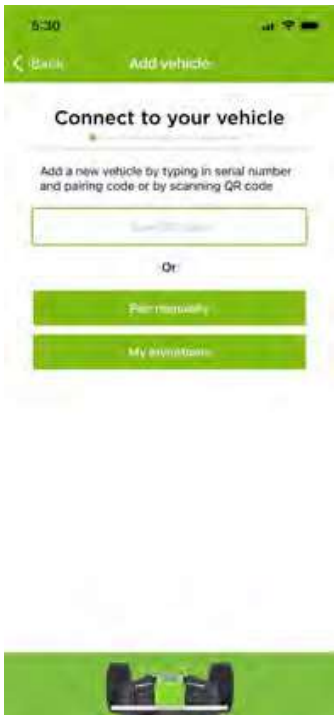 5:30
Back
Add vehicle
Connect to your vehicle
Add a new vehicle by typing in serial number
and pairing code or by scanning QR code
Or
Pair manually
My invitations